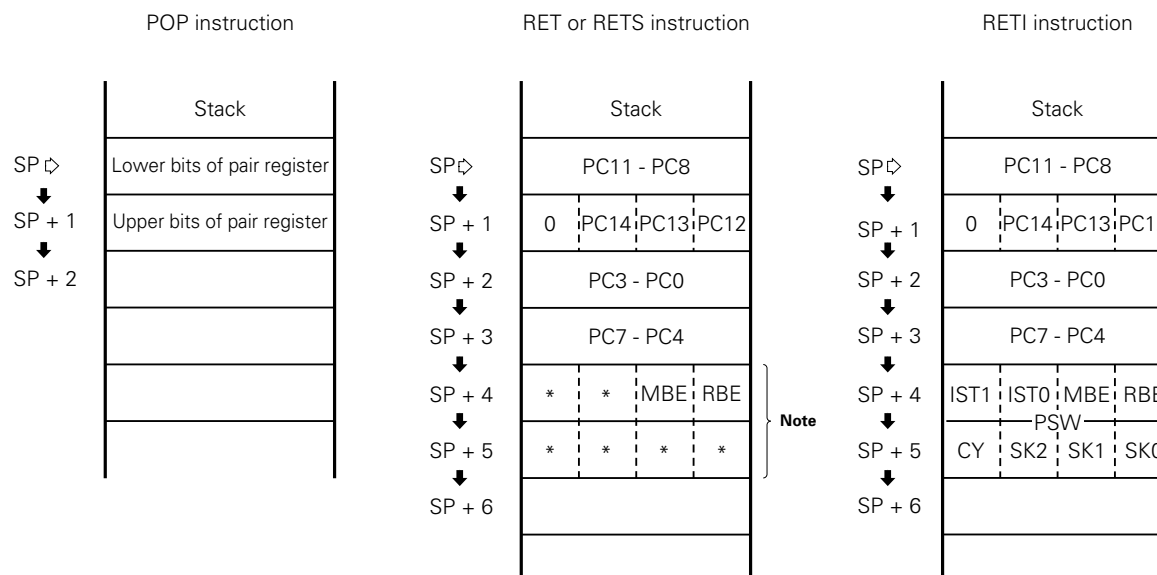 POP instruction
Stack
SP
Lower bits of pair register
SP + 1
Upper bits of pair register
SP + 2
RET or RETS instruction
Stack
SP
PC11 - PC8
SP + 1
0 PC14 PC13 PC12
SP + 2
PC3 - PC0
SP + 3
PC7 - PC4
SP + 4
* * MBE RBE
SP + 5
* * * *
Note
SP + 6
RETI instruction
Stack
SP
PC11 - PC8
SP + 1
0 PC14 PC13 PC1
SP + 2
PC3 - PC0
SP + 3
PC7 - PC4
SP + 4
IST1 IST0 MBE RBE
PSW
SP + 5
CY SK2 SK1 SK0
SP + 6